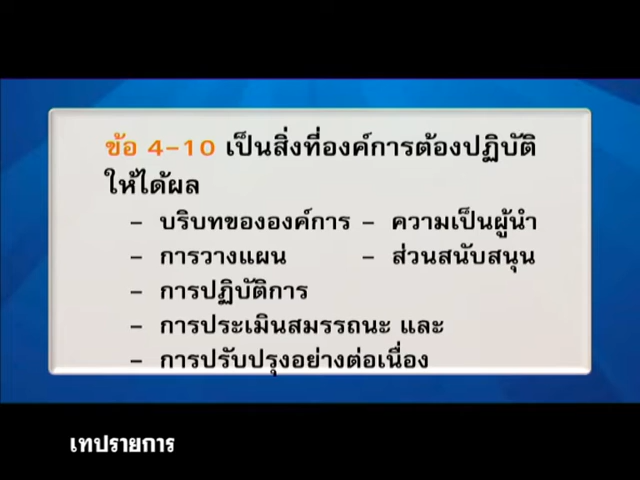 ข้อ 4–10 เป็นสิ่งที่องค์การต้องปฏิบัติ
ให้ได้ผล
– บริบทขององค์การ – ความเป็นผู้นำ
– การวางแผน – ส่วนสนับสนุน
– การปฏิบัติการ
– การประเมินสมรรถนะ และ
– การปรับปรุงอย่างต่อเนื่อง
เทปรายการ